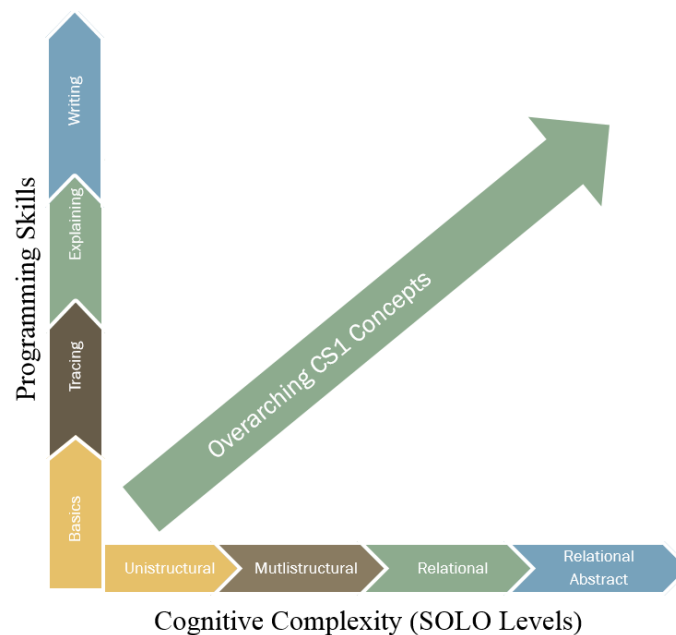 Writing
Explaining
Tracing
Basics
Programming Skills
Overarching CS1 Concepts
Unistructural
Mutlistructural
Relational
Relational
Abstract
Cognitive Complexity (SOLO Levels)